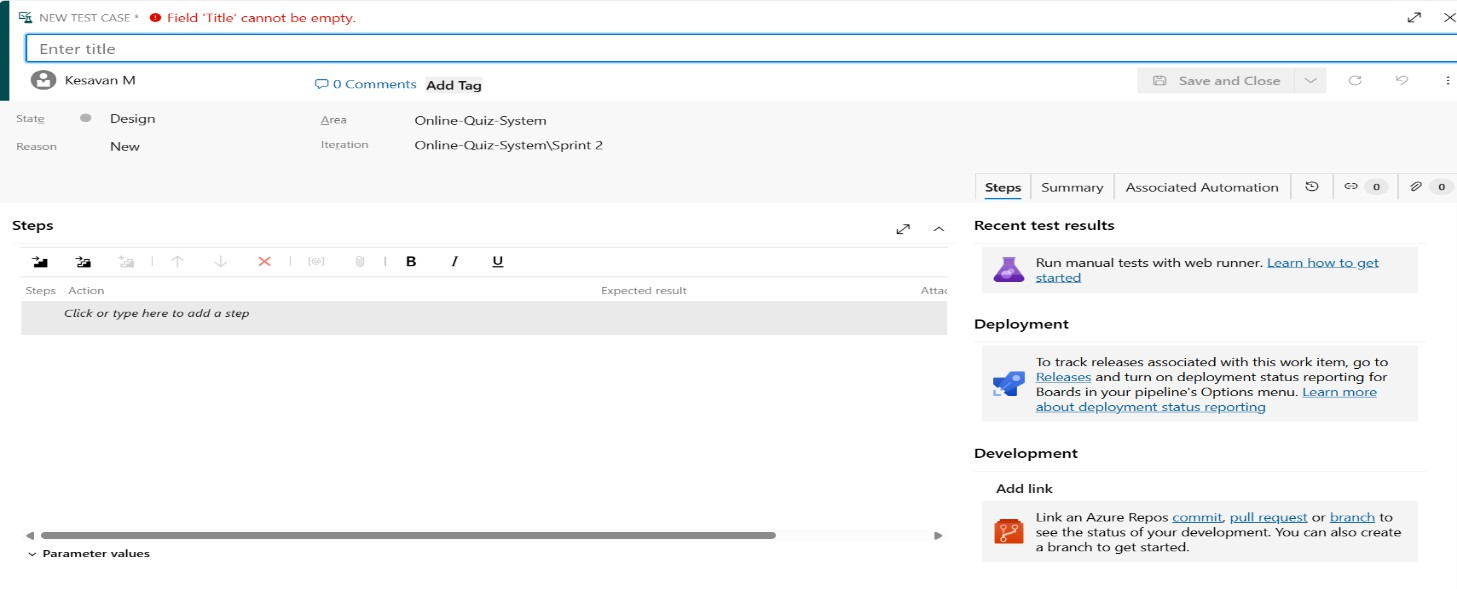 NEW TEST CASE * Field 'Title' cannot be empty.
Enter title
Kesavan M
0 Comments Add Tag
Save and Close
State Design
Area Online-Quiz-System
Reason New
Iteration Online-Quiz-System\Sprint 2
Steps Summary Associated Automation 0 0
Steps
B I U
Steps Action Expected result Attac
Click or type here to add a step
Parameter values
Recent test results
Run manual tests with web runner. Learn how to get
started
Deployment
To track releases associated with this work item, go to
Releases and turn on deployment status reporting for
Boards in your pipeline's Options menu. Learn more
about deployment status reporting
Development
Add link
Link an Azure Repos commit, pull request or branch to
see the status of your development. You can also create
a branch to get started.